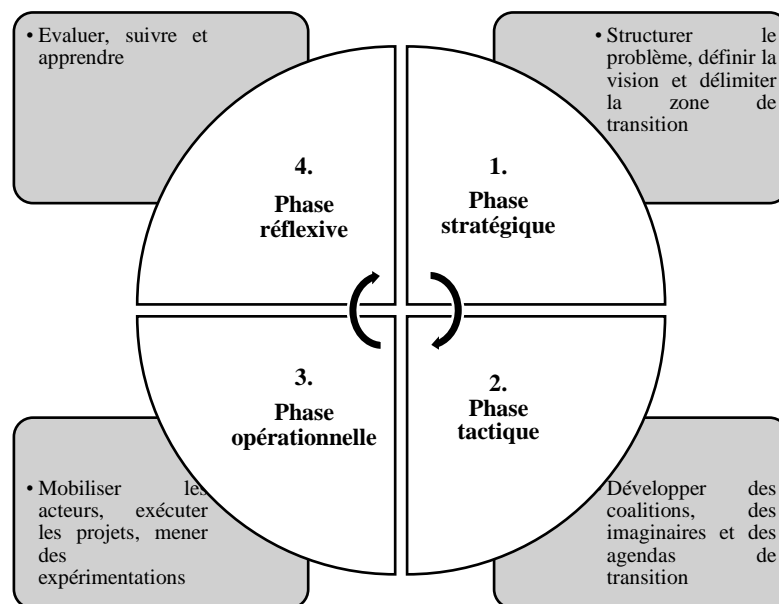 • Evaluer, suivre et
apprendre
• Structurer le
problème, définir la
vision et délimiter
la zone de
transition
4.
Phase
réflexive
1.
Phase
stratégique
3.
Phase
opérationnelle
2.
Phase
tactique
• Mobiliser les
acteurs, exécuter
les projets, mener
des
expérimentations
Développer des
coalitions, des
imaginaires et des
agendas de
transition